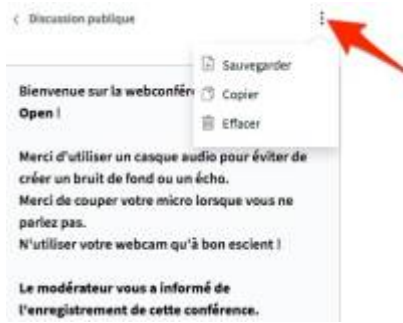 Discussion publique
Sauvegarder
Copier
Effacer
Bienvenue sur la webconfér
Open !
Merci d'utiliser un casque audio pour éviter de
créer un bruit de fond ou un écho.
Merci de couper votre micro lorsque vous ne
parlez pas.
N'utiliser votre webcam qu'à bon escient !
Le modérateur vous a informé de
l'enregistrement de cette conférence.